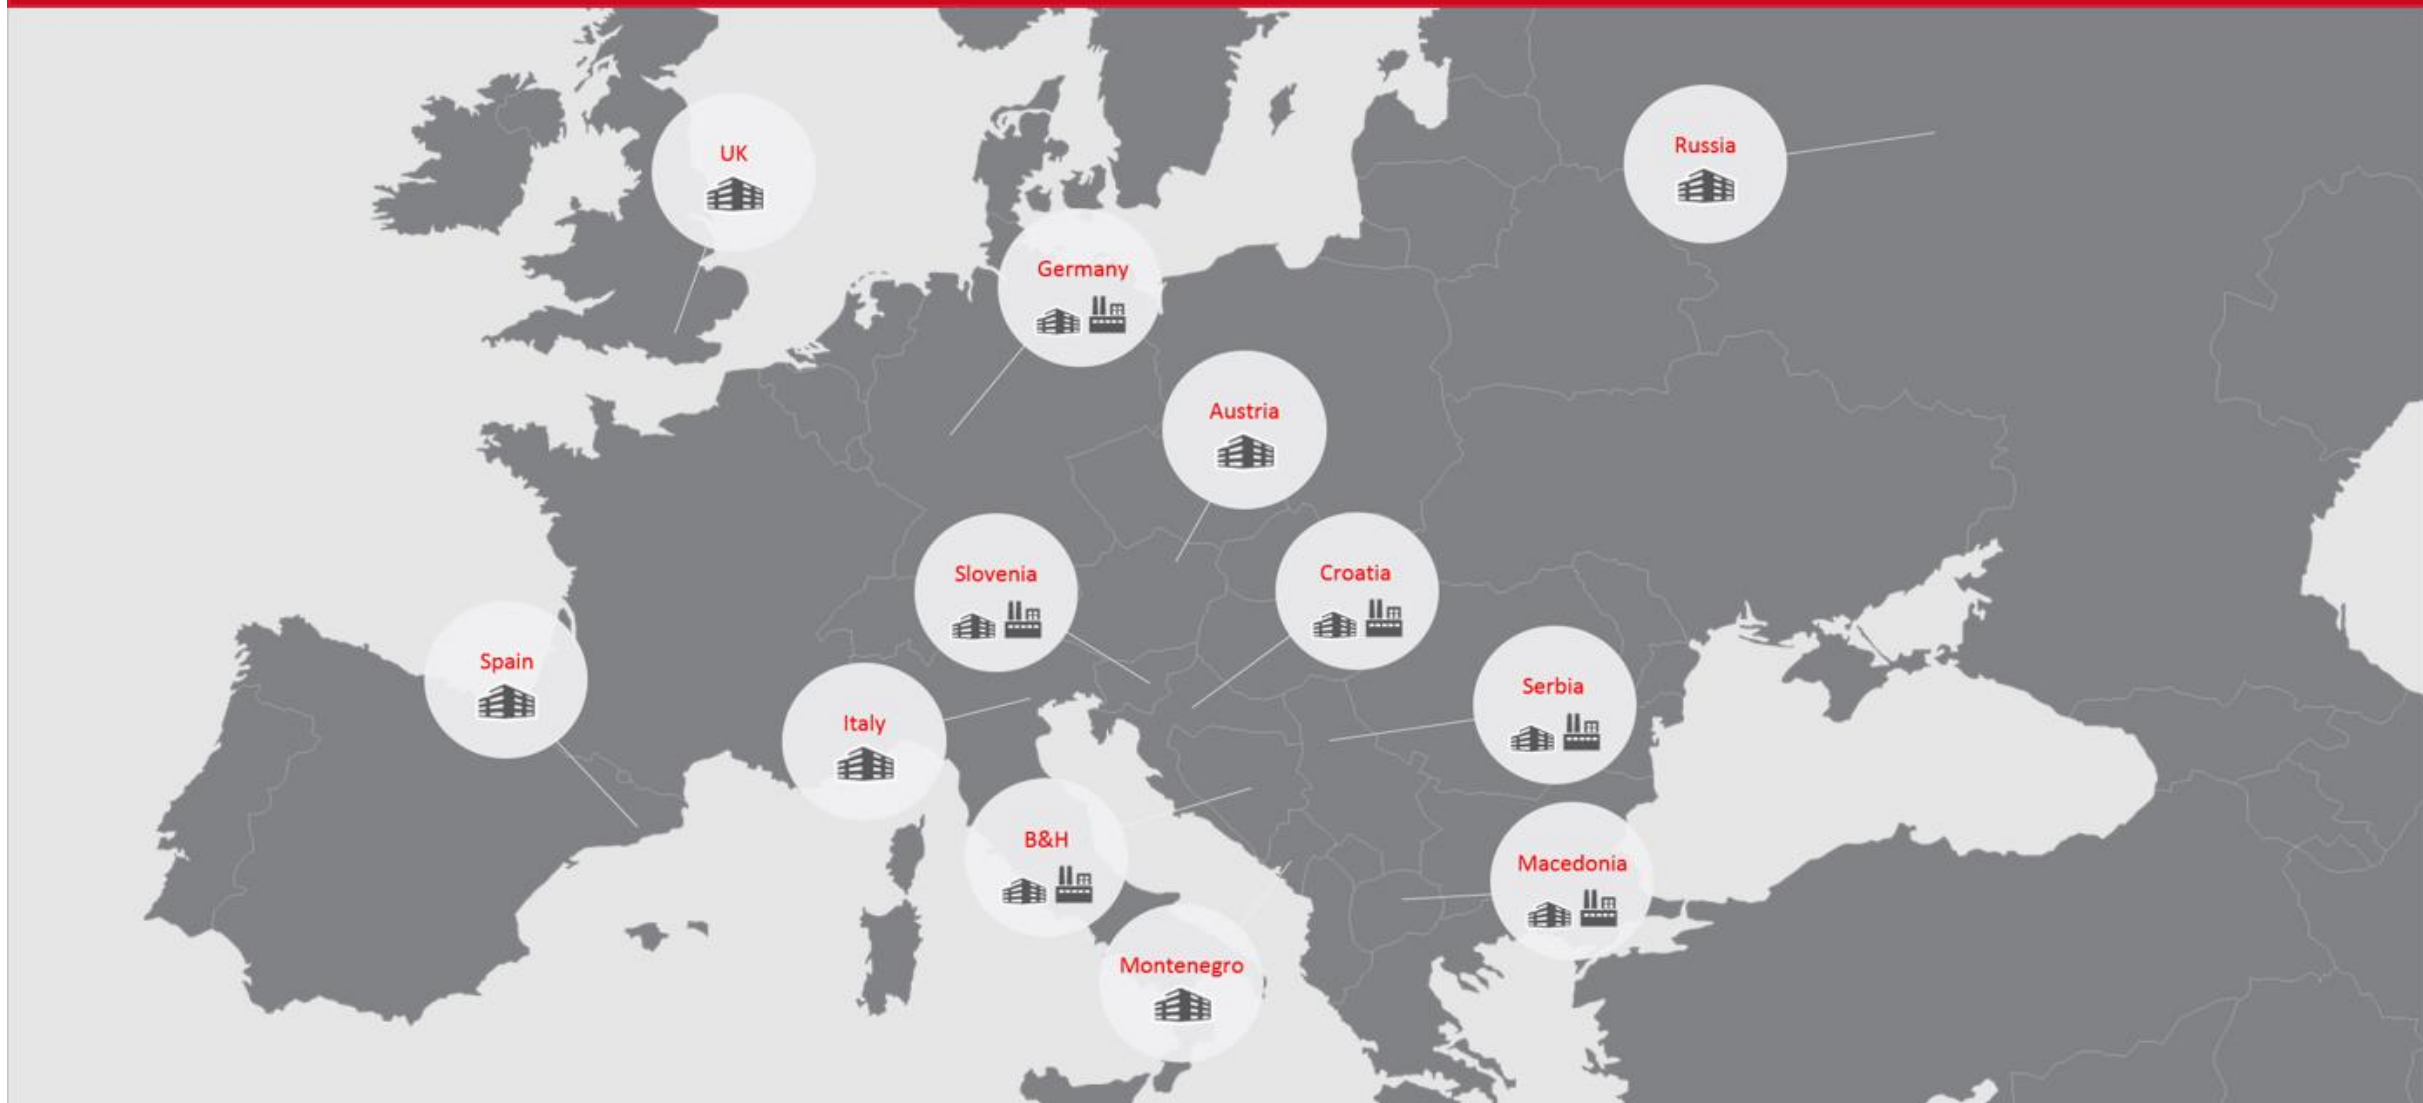 UK
Russia
Germany
Austria
Slovenia
Croatia
Spain
Serbia
Italy
B&H
Macedonia
Montenegro